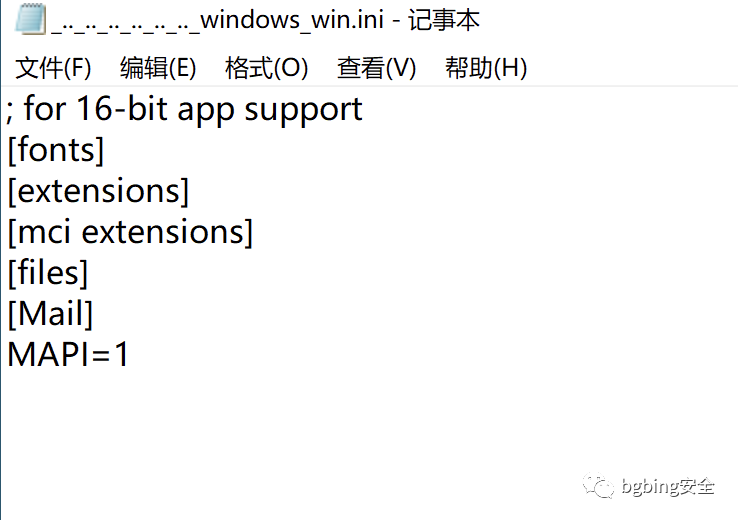 _.._.._.._.._.._.._windows_win.ini - 记事本
文件(F) 编辑(E) 格式(O) 查看(V) 帮助(H)
; for 16-bit app support
[fonts]
[extensions]
[mci extensions]
[files]
[Mail]
MAPI=1
bgbing安全